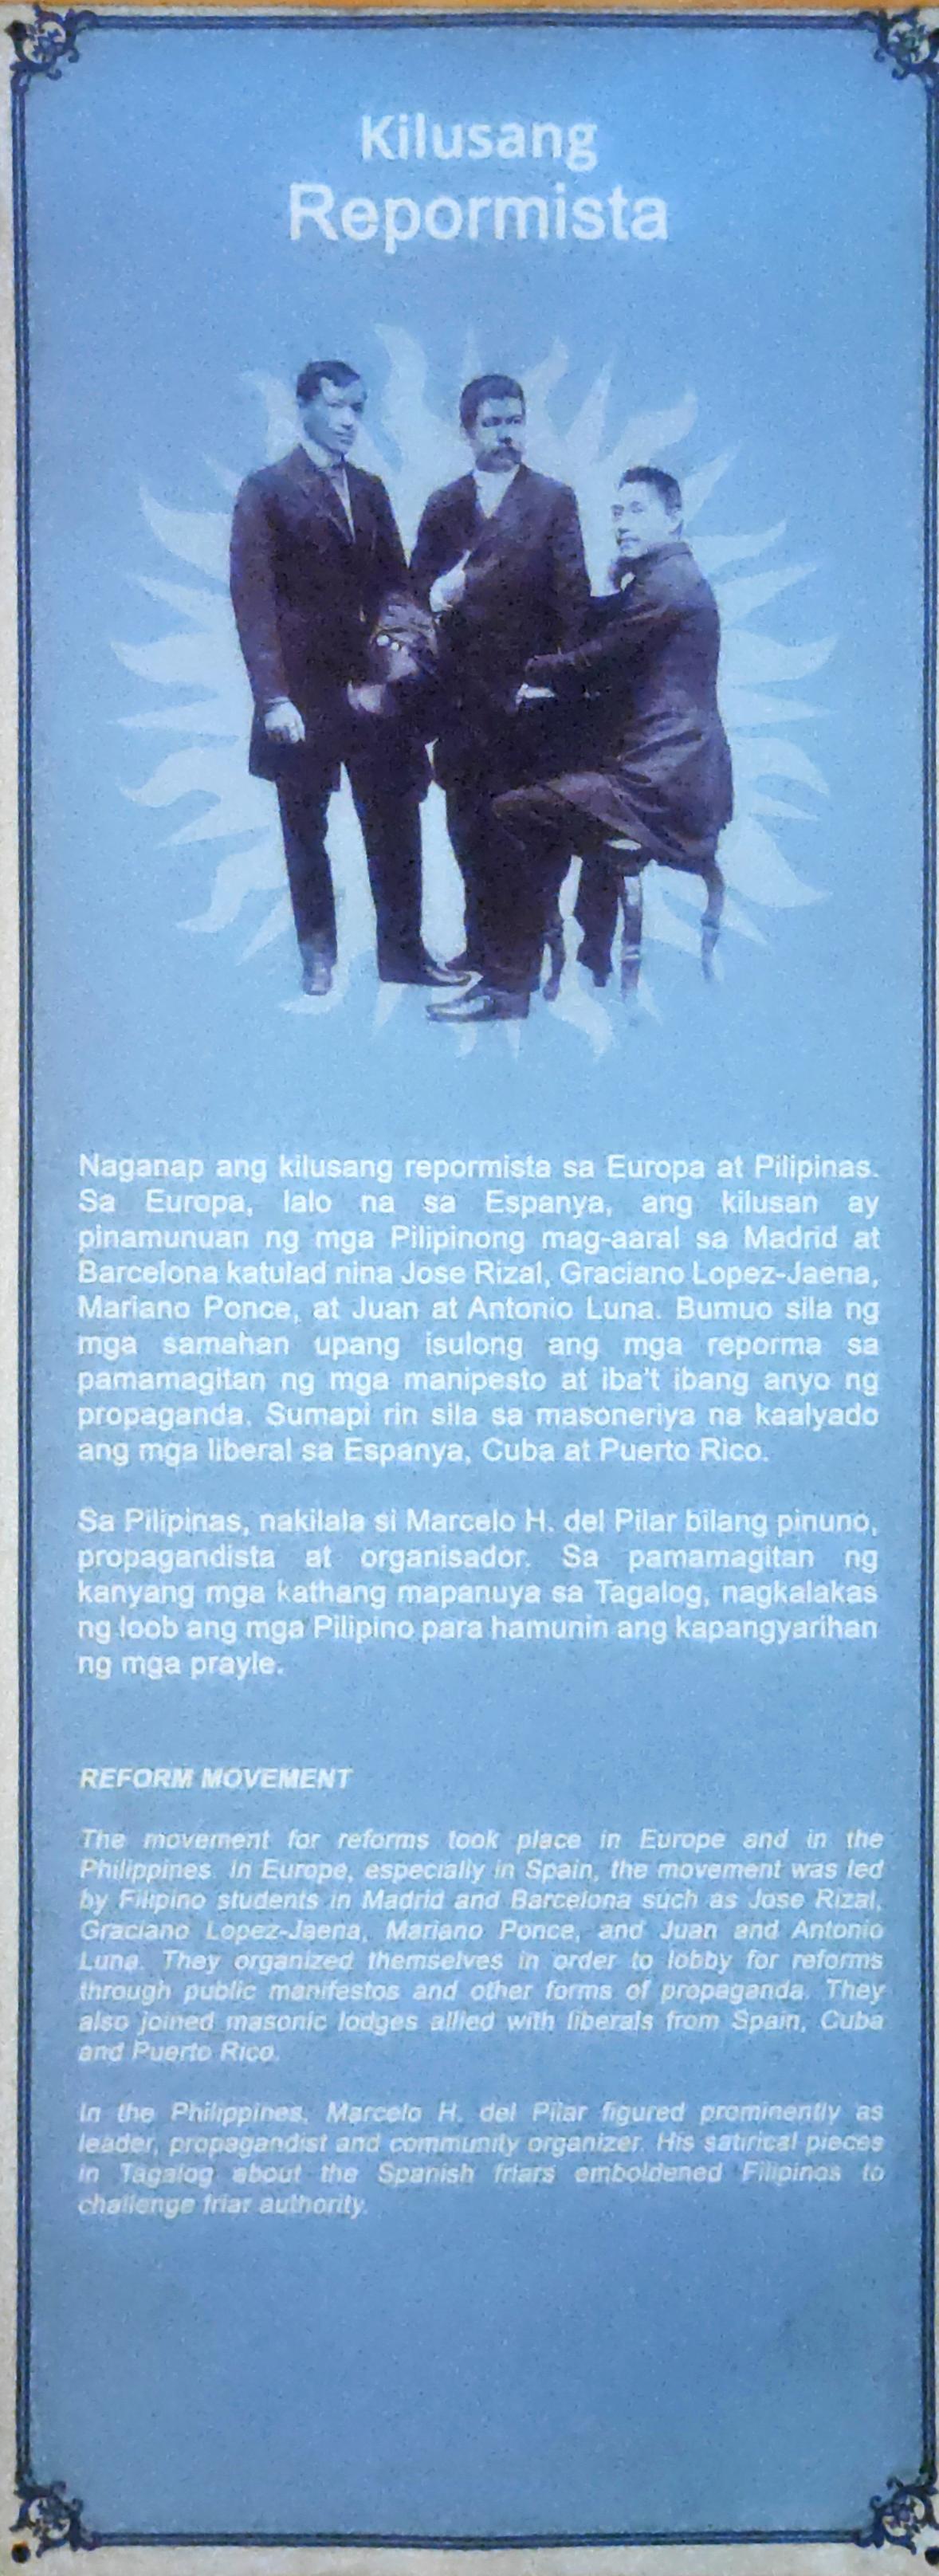 Kilusang
Repormista
Naganap ang kilusang repormista sa Europa at Pilipinas.
Sa Europa, lalo na sa Espanya, ang kilusan ay
pinamunuan ng mga Pilipinong mag-aaral sa Madrid at
Barcelona katulad nina Jose Rizal, Graciano Lopez-Jaena,
Mariano Ponce, at Juan at Antonio Luna. Bumuo sila ng
mga samahan upang isulong ang mga reporma sa
pamamagitan ng mga manipesto at iba't ibang anyo ng
propaganda. Sumapi rin sila sa masoneriya na kaalyado
ang mga liberal sa Espanya, Cuba at Puerto Rico.
Sa Pilipinas, nakilala si Marcelo H. del Pilar bilang pinuno,
propagandista at organisador. Sa pamamagitan ng
kanyang mga kathang mapanuya sa Tagalog, nagkalakas
ng loob ang mga Pilipino para hamunin ang kapangyarihan
ng mga prayle.
REFORM MOVEMENT
The movement for reforms took place in Europe and in the
Philippines. In Europe, especially in Spain, the movement was led
by Filipino students in Madrid and Barcelona such as Jose Rizal,
Graciano Lopez-Jaena, Mariano Ponce, and Juan and Antonio
Luna. They organized themselves in order to lobby for reforms
through public manifestos and other forms of propaganda. They
also joined masonic lodges allied with liberals from Spain, Cuba
and Puerto Rico.
In the Philippines, Marcelo H. del Pilar figured prominently as
leader, propagandist and community organizer. His satirical pieces
in Tagalog about the Spanish friars emboldened Filipinos to
challenge friar authority.